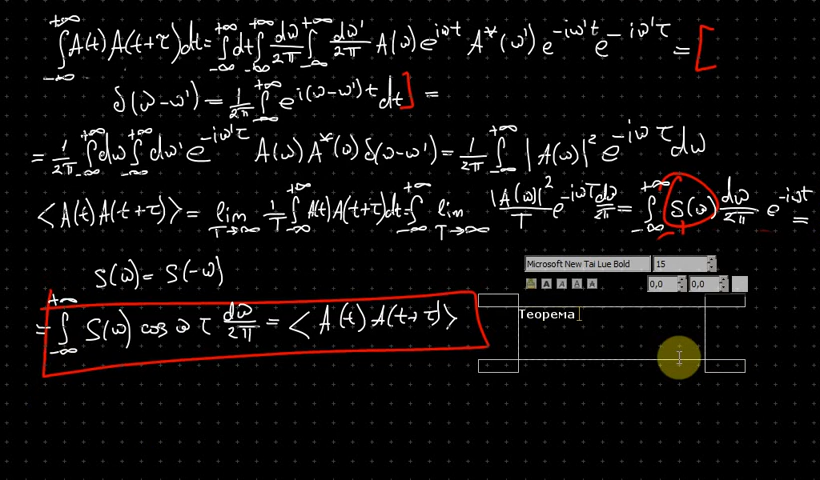 ∫_{-∞}^{+∞} A(t) A(t+τ) dt = ∫_{-∞}^{+∞} dt ∫_{-∞}^{+∞} dω/2π ∫_{-∞}^{+∞} dω'/2π A(ω) e^{iωt} A*(ω') e^{-iω't} e^{-iω'τ} = [
δ(ω-ω') = 1/2π ∫_{-∞}^{+∞} e^{i(ω-ω')t} dt ] =
= 1/2π ∫_{-∞}^{+∞} dω ∫_{-∞}^{+∞} dω' e^{-iω'τ} A(ω) A*(ω) δ(ω-ω') = 1/2π ∫_{-∞}^{+∞} |A(ω)|² e^{-iωτ} dω
<A(t) A(t+τ)> = lim_{T→∞} 1/T ∫_{-∞}^{+∞} A(t) A(t+τ) dt = ∫_{-∞}^{+∞} lim_{T→∞} |A(ω)|²/T e^{-iωτ} dω/2π = ∫_{-∞}^{+∞} S(ω) dω/2π e^{-iωt} =
S(ω) = S(-ω)
= ∫_{-∞}^{+∞} S(ω) cos ω τ dω/2π = <A(t) A(t+τ)>
Microsoft New Tai Lue Bold 15
A A A A 0,0 0,0
Теорема